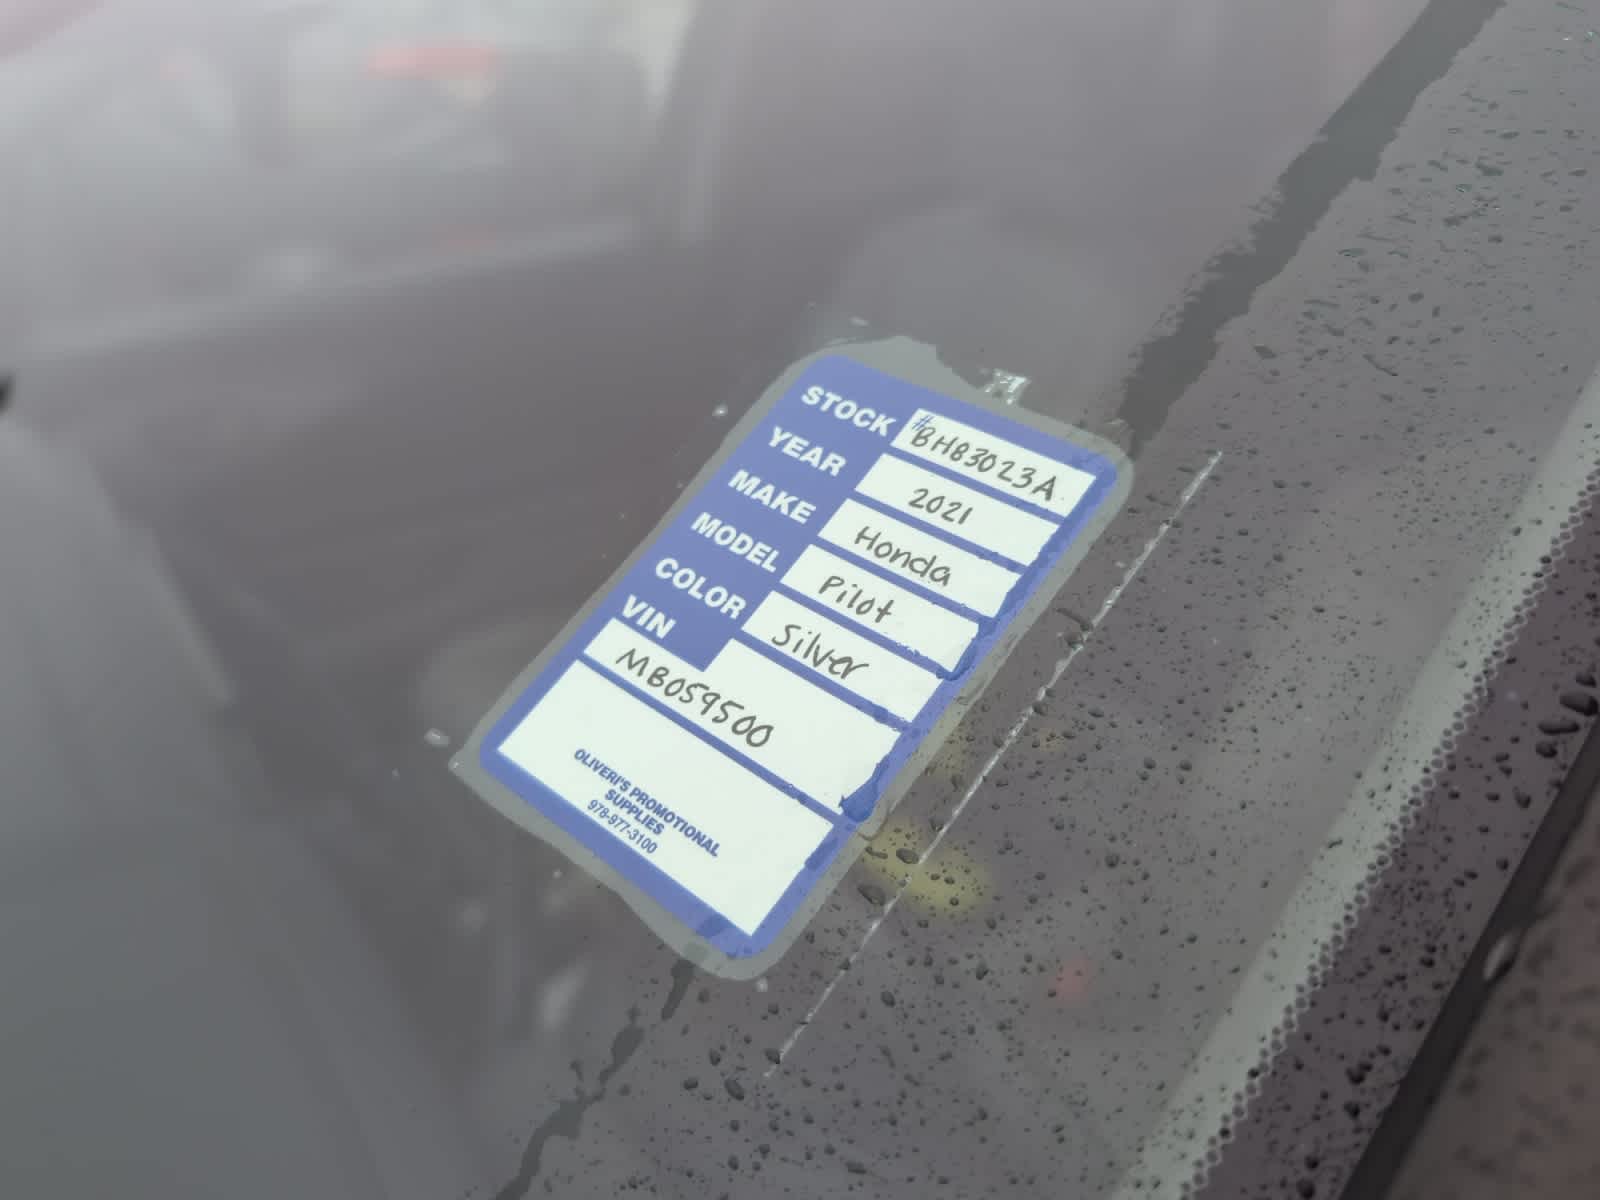 STOCK #BH83023A
YEAR 2021
MAKE Honda
MODEL Pilot
COLOR Silver
VIN
MB059500
OLIVERI'S PROMOTIONAL
SUPPLIES
978-977-3100